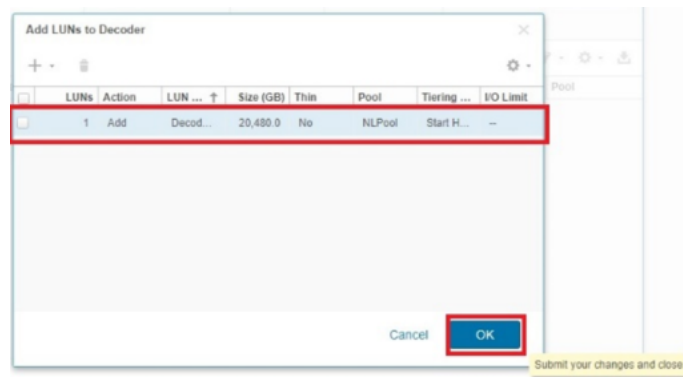 Add LUNs to Decoder
LUNs Action LUN ... ↑ Size (GB) Thin Pool Tiering ... I/O Limit
1 Add Decod... 20,480.0 No NLPool Start H... --
Pool
Cancel OK
Submit your changes and close